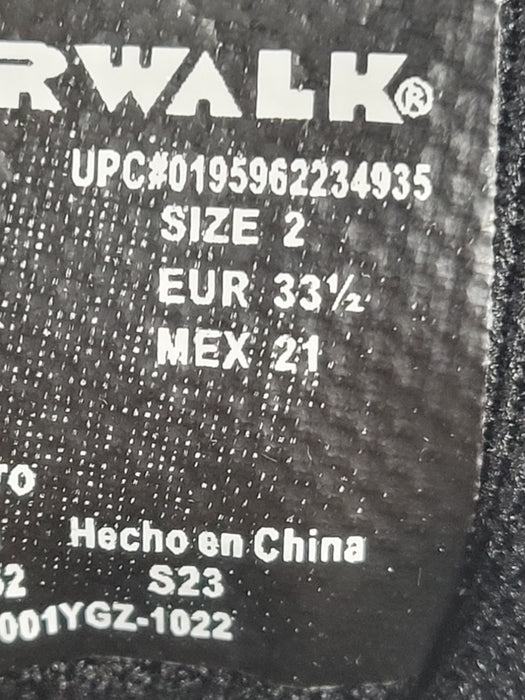 RWALK®
UPC#0195962234935
SIZE 2
EUR 33½
MEX 21
TO
Hecho en China
52 S23
001YGZ-1022